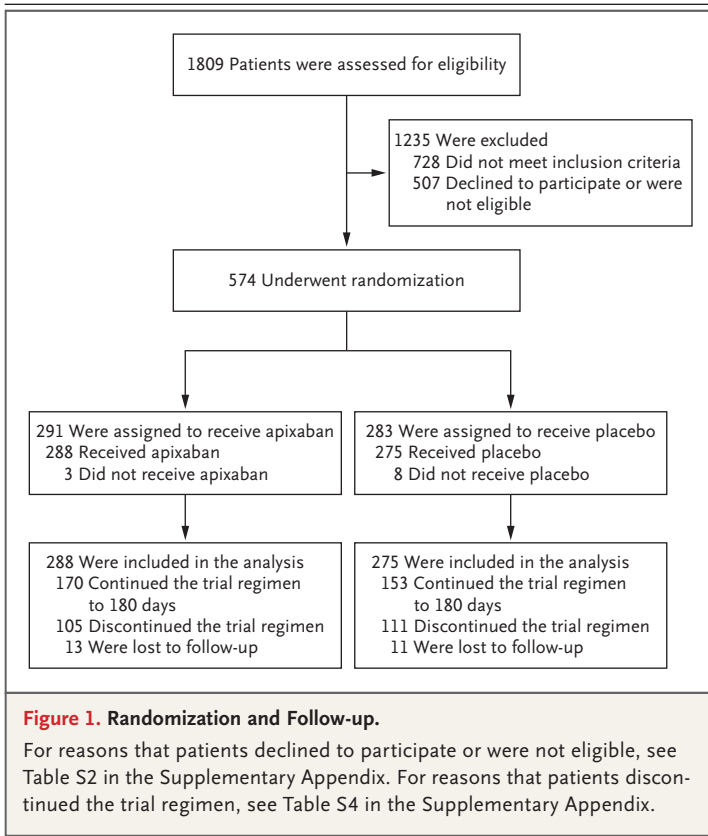 1809 Patients were assessed for eligibility
1235 Were excluded
728 Did not meet inclusion criteria
507 Declined to participate or were
not eligible
574 Underwent randomization
291 Were assigned to receive apixaban
288 Received apixaban
3 Did not receive apixaban
283 Were assigned to receive placebo
275 Received placebo
8 Did not receive placebo
288 Were included in the analysis
170 Continued the trial regimen
to 180 days
105 Discontinued the trial regimen
13 Were lost to follow-up
275 Were included in the analysis
153 Continued the trial regimen
to 180 days
111 Discontinued the trial regimen
11 Were lost to follow-up
Figure 1. Randomization and Follow-up.
For reasons that patients declined to participate or were not eligible, see
Table S2 in the Supplementary Appendix. For reasons that patients discon-
tinued the trial regimen, see Table S4 in the Supplementary Appendix.